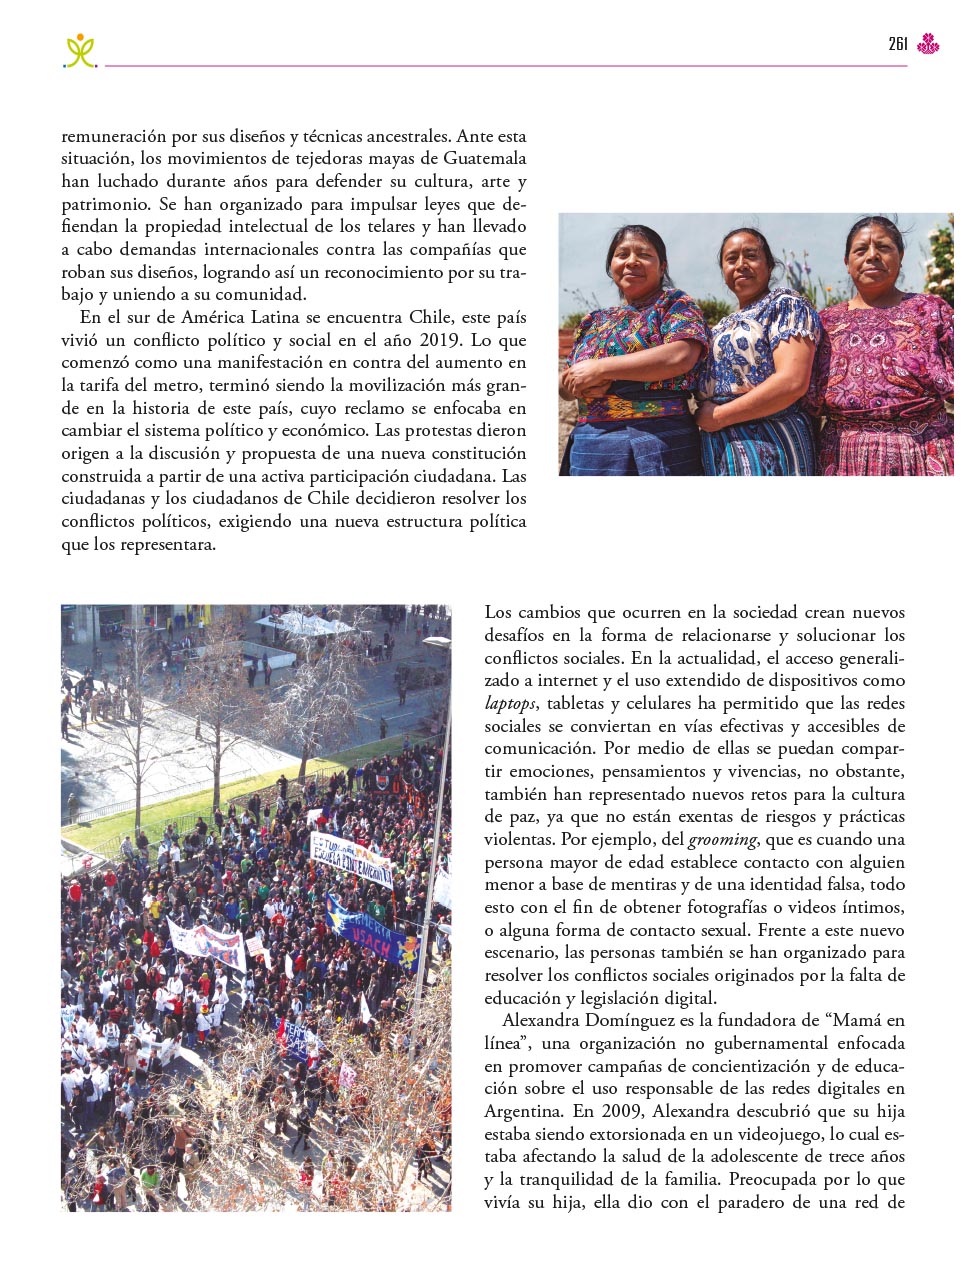 261
remuneración por sus diseños y técnicas ancestrales. Ante esta
situación, los movimientos de tejedoras mayas de Guatemala
han luchado durante años para defender su cultura, arte y
patrimonio. Se han organizado para impulsar leyes que de-
fiendan la propiedad intelectual de los telares y han llevado
a cabo demandas internacionales contra las compañías que
roban sus diseños, logrando así un reconocimiento por su tra-
bajo y uniendo a su comunidad.
En el sur de América Latina se encuentra Chile, este país
vivió un conflicto político y social en el año 2019. Lo que
comenzó como una manifestación en contra del aumento en
la tarifa del metro, terminó siendo la movilización más gran-
de en la historia de este país, cuyo reclamo se enfocaba en
cambiar el sistema político y económico. Las protestas dieron
origen a la discusión y propuesta de una nueva constitución
construida a partir de una activa participación ciudadana. Las
ciudadanas y los ciudadanos de Chile decidieron resolver los
conflictos políticos, exigiendo una nueva estructura política
que los representara.
USACH
Los cambios que ocurren en la sociedad crean nuevos
desafíos en la forma de relacionarse y solucionar los
conflictos sociales. En la actualidad, el acceso generali-
zado a internet y el uso extendido de dispositivos como
laptops, tabletas y celulares ha permitido que las redes
sociales se conviertan en vías efectivas y accesibles de
comunicación. Por medio de ellas se puedan compar-
tir emociones, pensamientos y vivencias, no obstante,
también han representado nuevos retos para la cultura
de paz, ya que no están exentas de riesgos y prácticas
violentas. Por ejemplo, del grooming, que es cuando una
persona mayor de edad establece contacto con alguien
menor a base de mentiras y de una identidad falsa, todo
esto con el fin de obtener fotografías o videos íntimos,
o alguna forma de contacto sexual. Frente a este nuevo
escenario, las personas también se han organizado para
resolver los conflictos sociales originados por la falta de
educación y legislación digital.
Alexandra Domínguez es la fundadora de “Mamá en
línea”, una organización no gubernamental enfocada
en promover campañas de concientización y de educa-
ción sobre el uso responsable de las redes digitales en
Argentina. En 2009, Alexandra descubrió que su hija
estaba siendo extorsionada en un videojuego, lo cual es-
taba afectando la salud de la adolescente de trece años
y la tranquilidad de la familia. Preocupada por lo que
vivía su hija, ella dio con el paradero de una red de